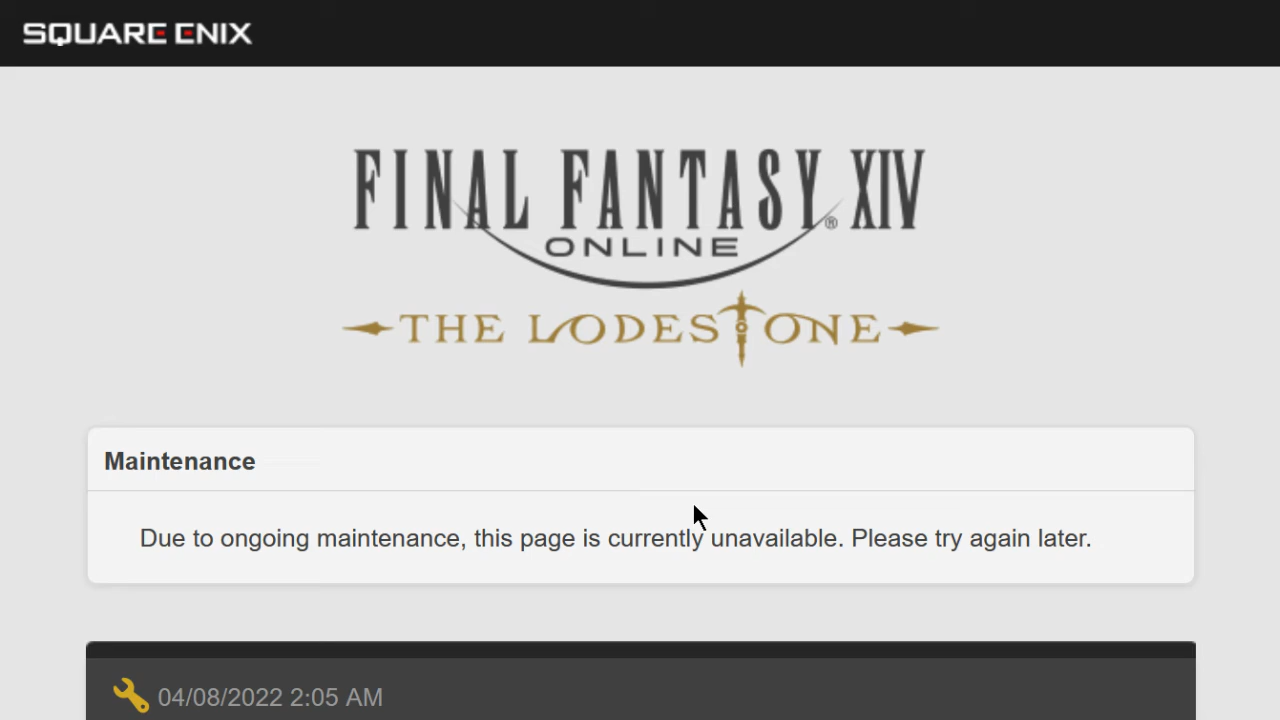 SQUARE ENIX
FINAL FANTASY® XIV
ONLINE
THE LODESTONE
Maintenance
Due to ongoing maintenance, this page is currently unavailable. Please try again later.
04/08/2022 2:05 AM